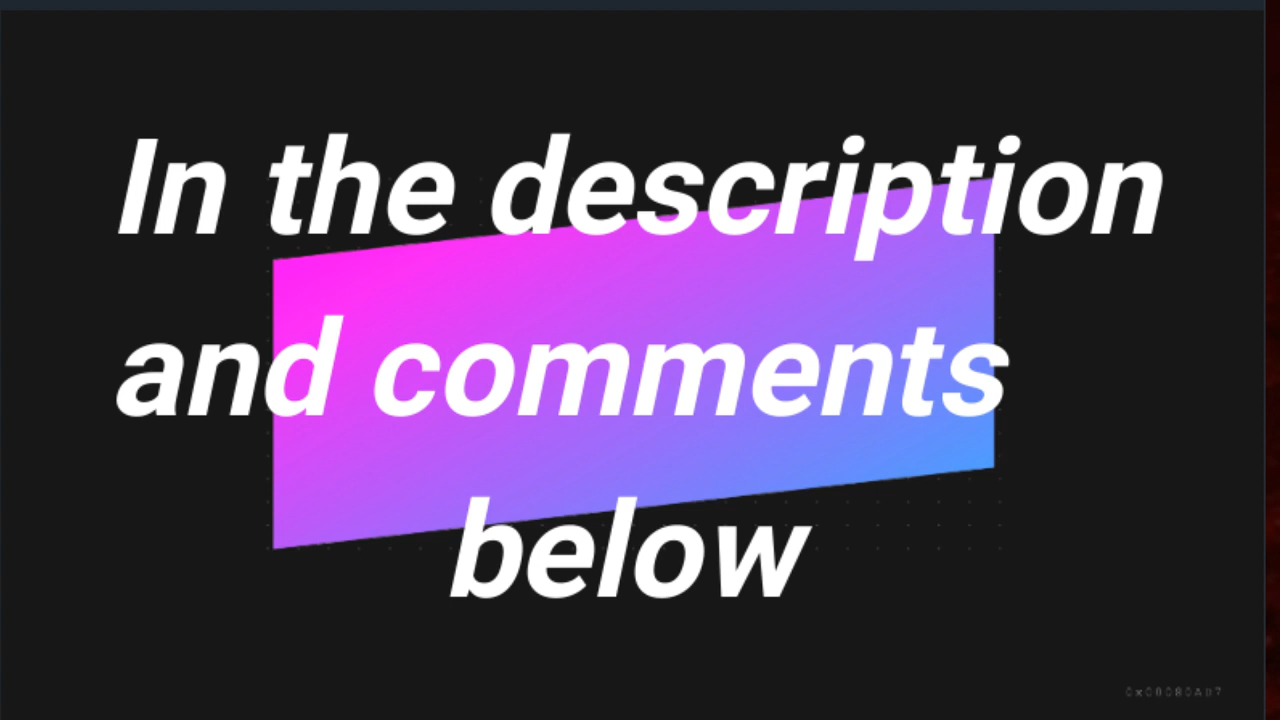 In the description
and comments
below